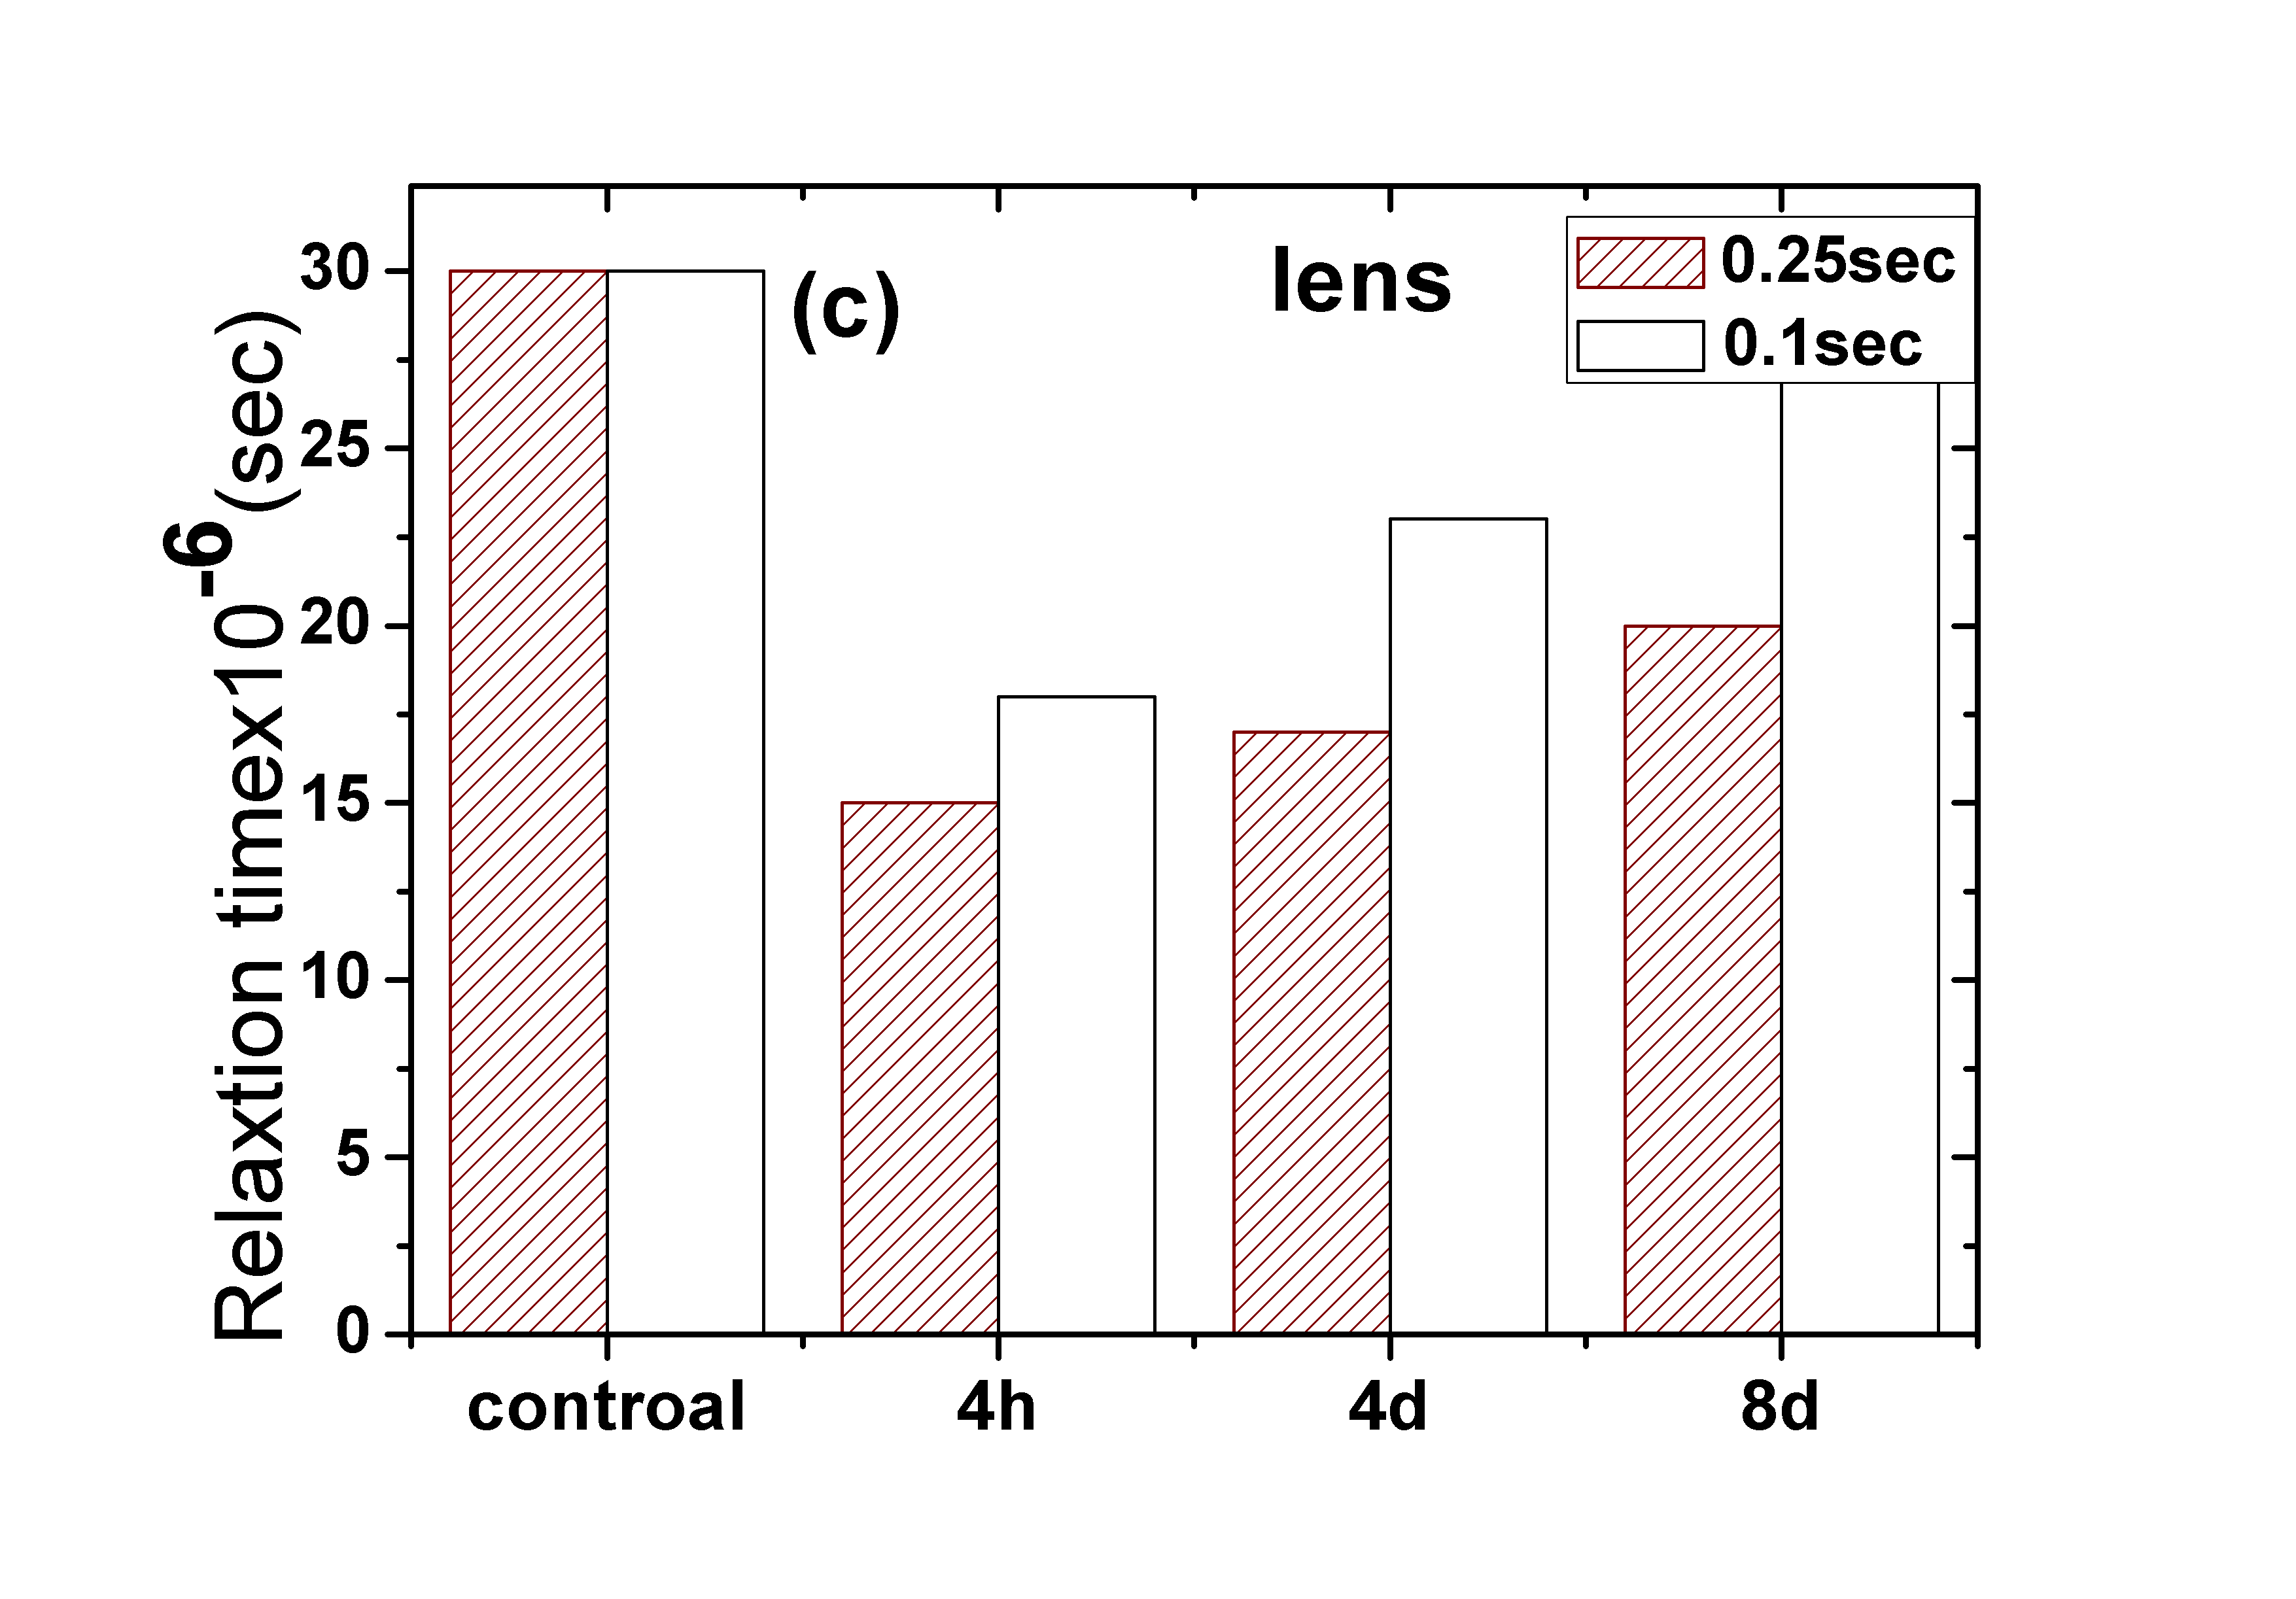 Relaxtion timex10-6(sec)
30
25
20
15
10
5
0
(c)
lens
0.25sec
0.1sec
controal 4h 4d 8d